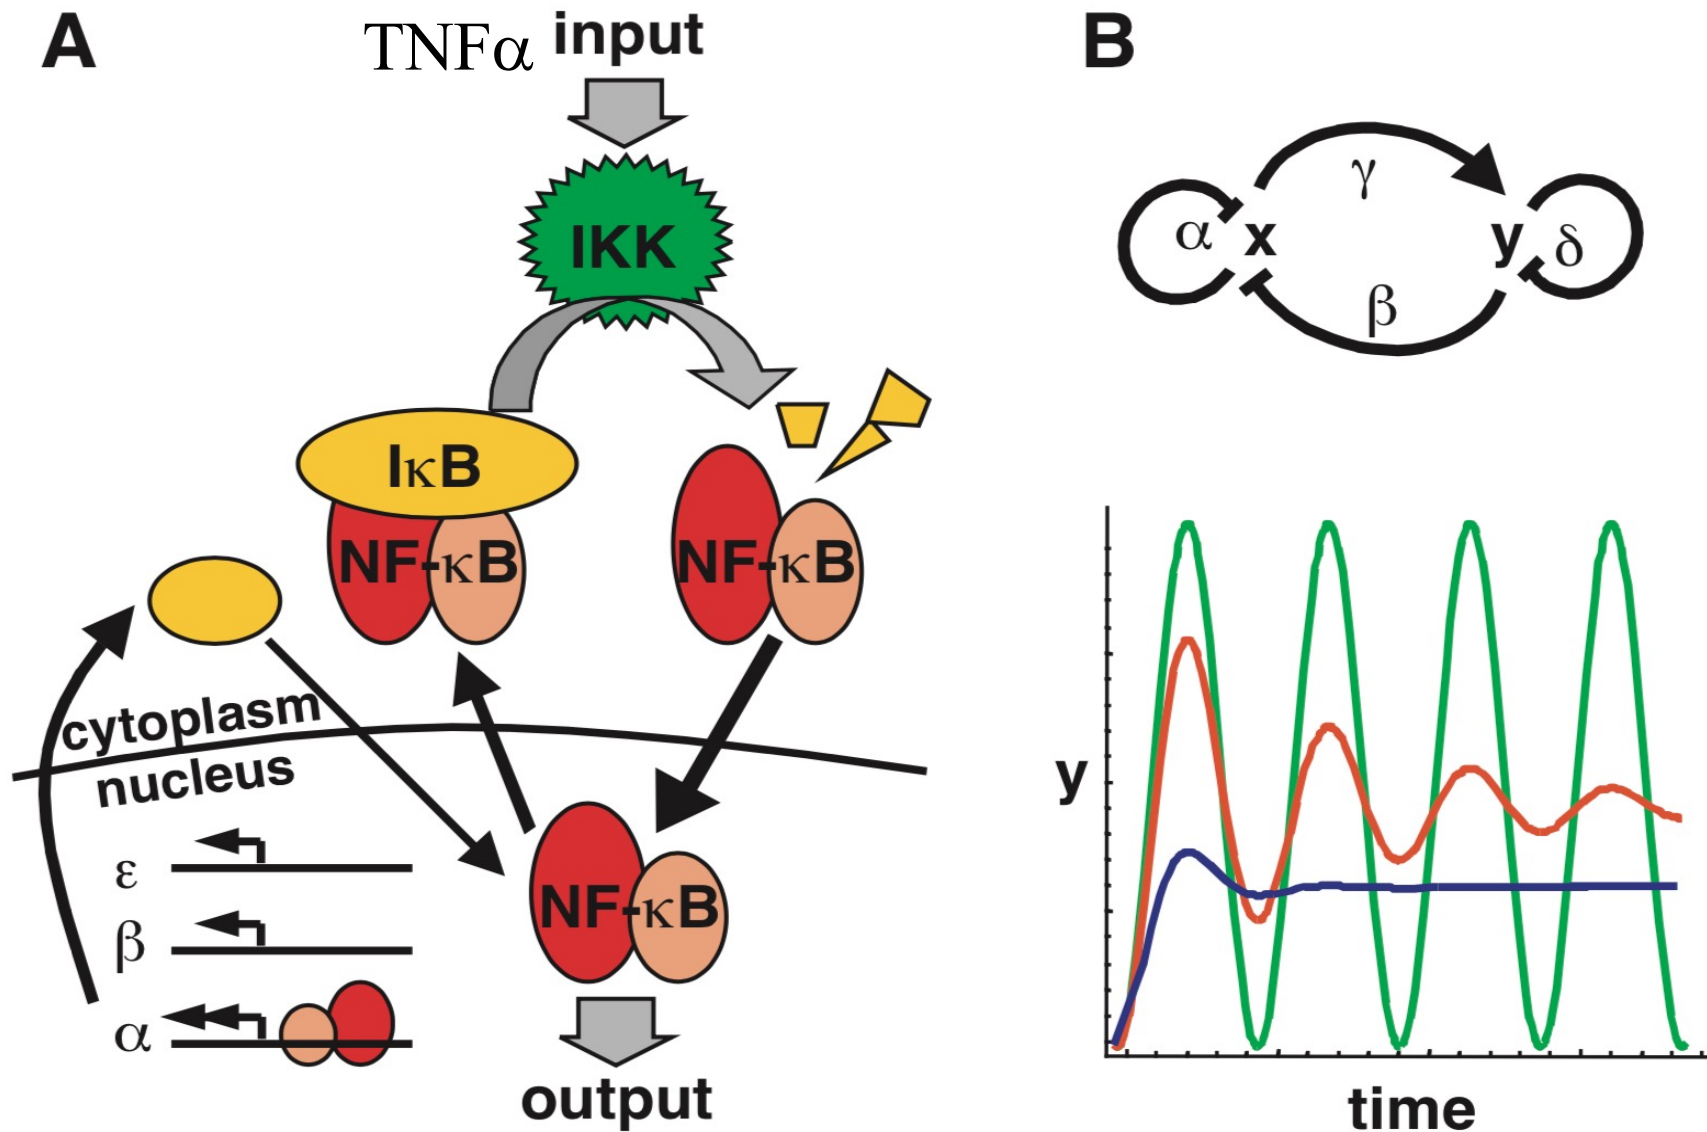 A
TNFα input
IKK
IκB
NF-κB
NF-κB
cytoplasm
nucleus
ε
β
α
NF-κB
output
B
γ
α x
y δ
β
y
time